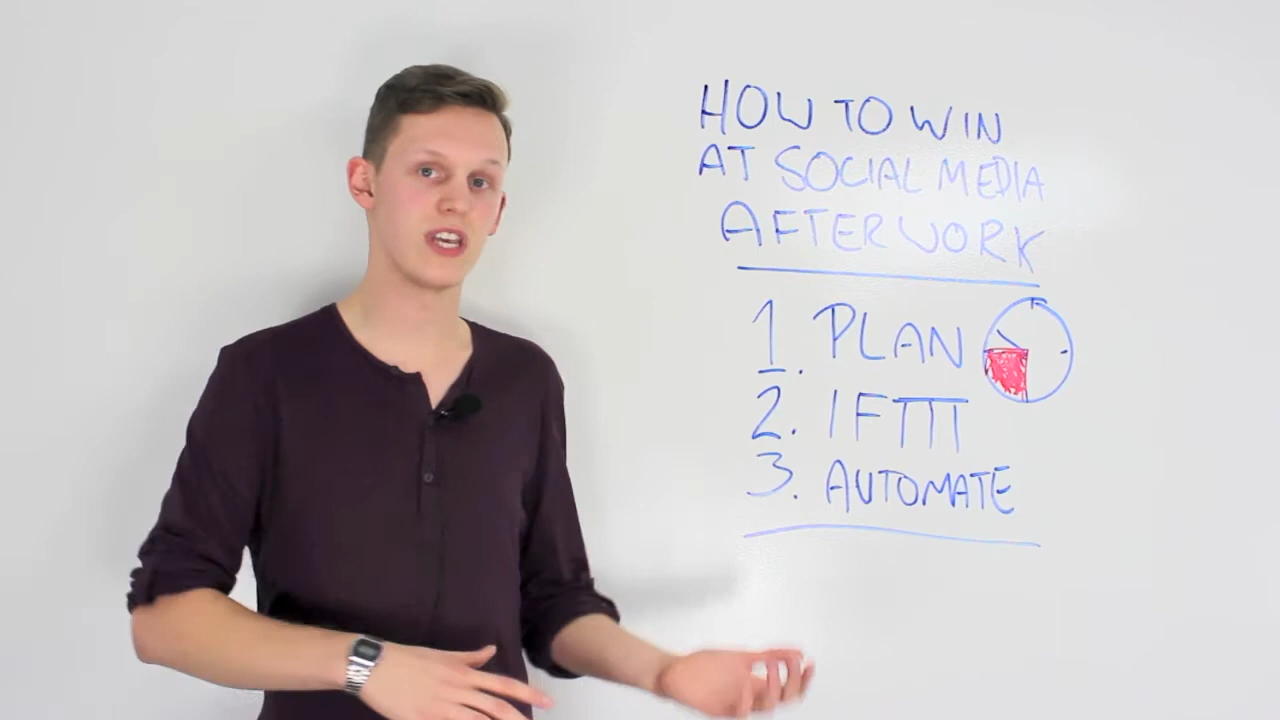 HOW TO WIN
AT SOCIAL MEDIA
AFTER WORK
1. PLAN
2. IFTTT
3. AUTOMATE